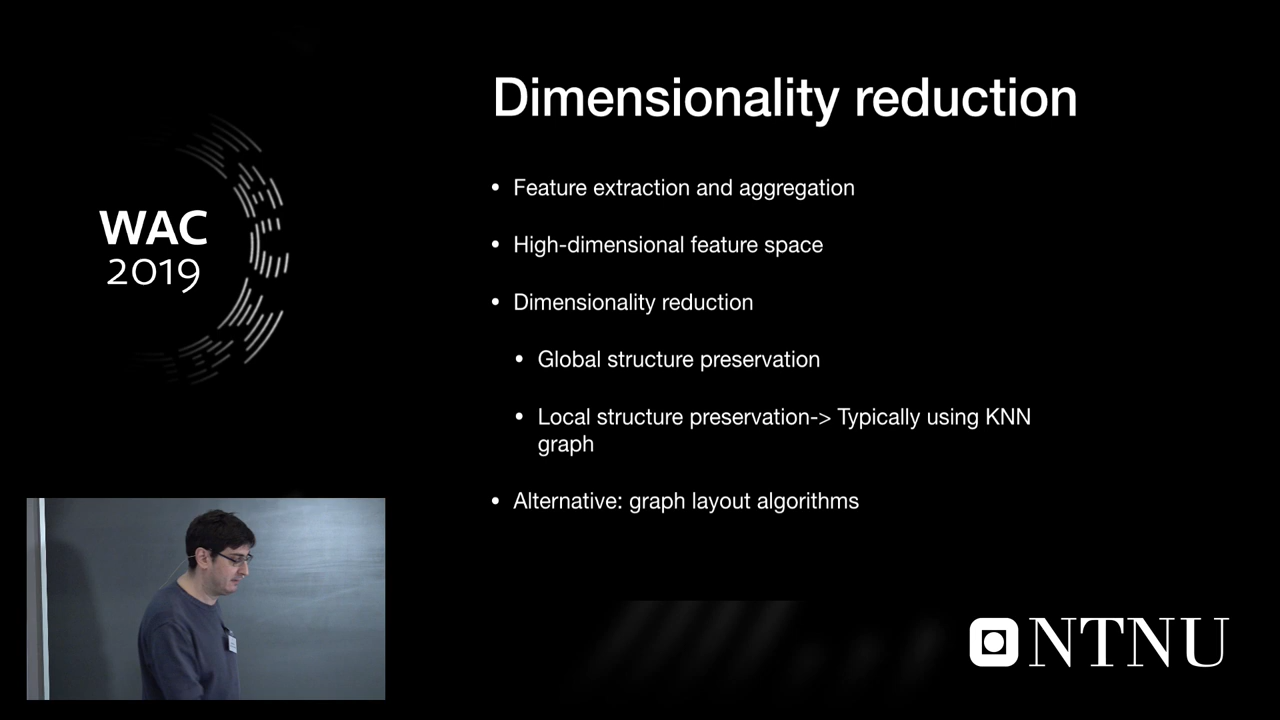 Dimensionality reduction
• Feature extraction and aggregation
• High-dimensional feature space
• Dimensionality reduction
• Global structure preservation
• Local structure preservation-> Typically using KNN
graph
• Alternative: graph layout algorithms
WAC
2019
NTNU